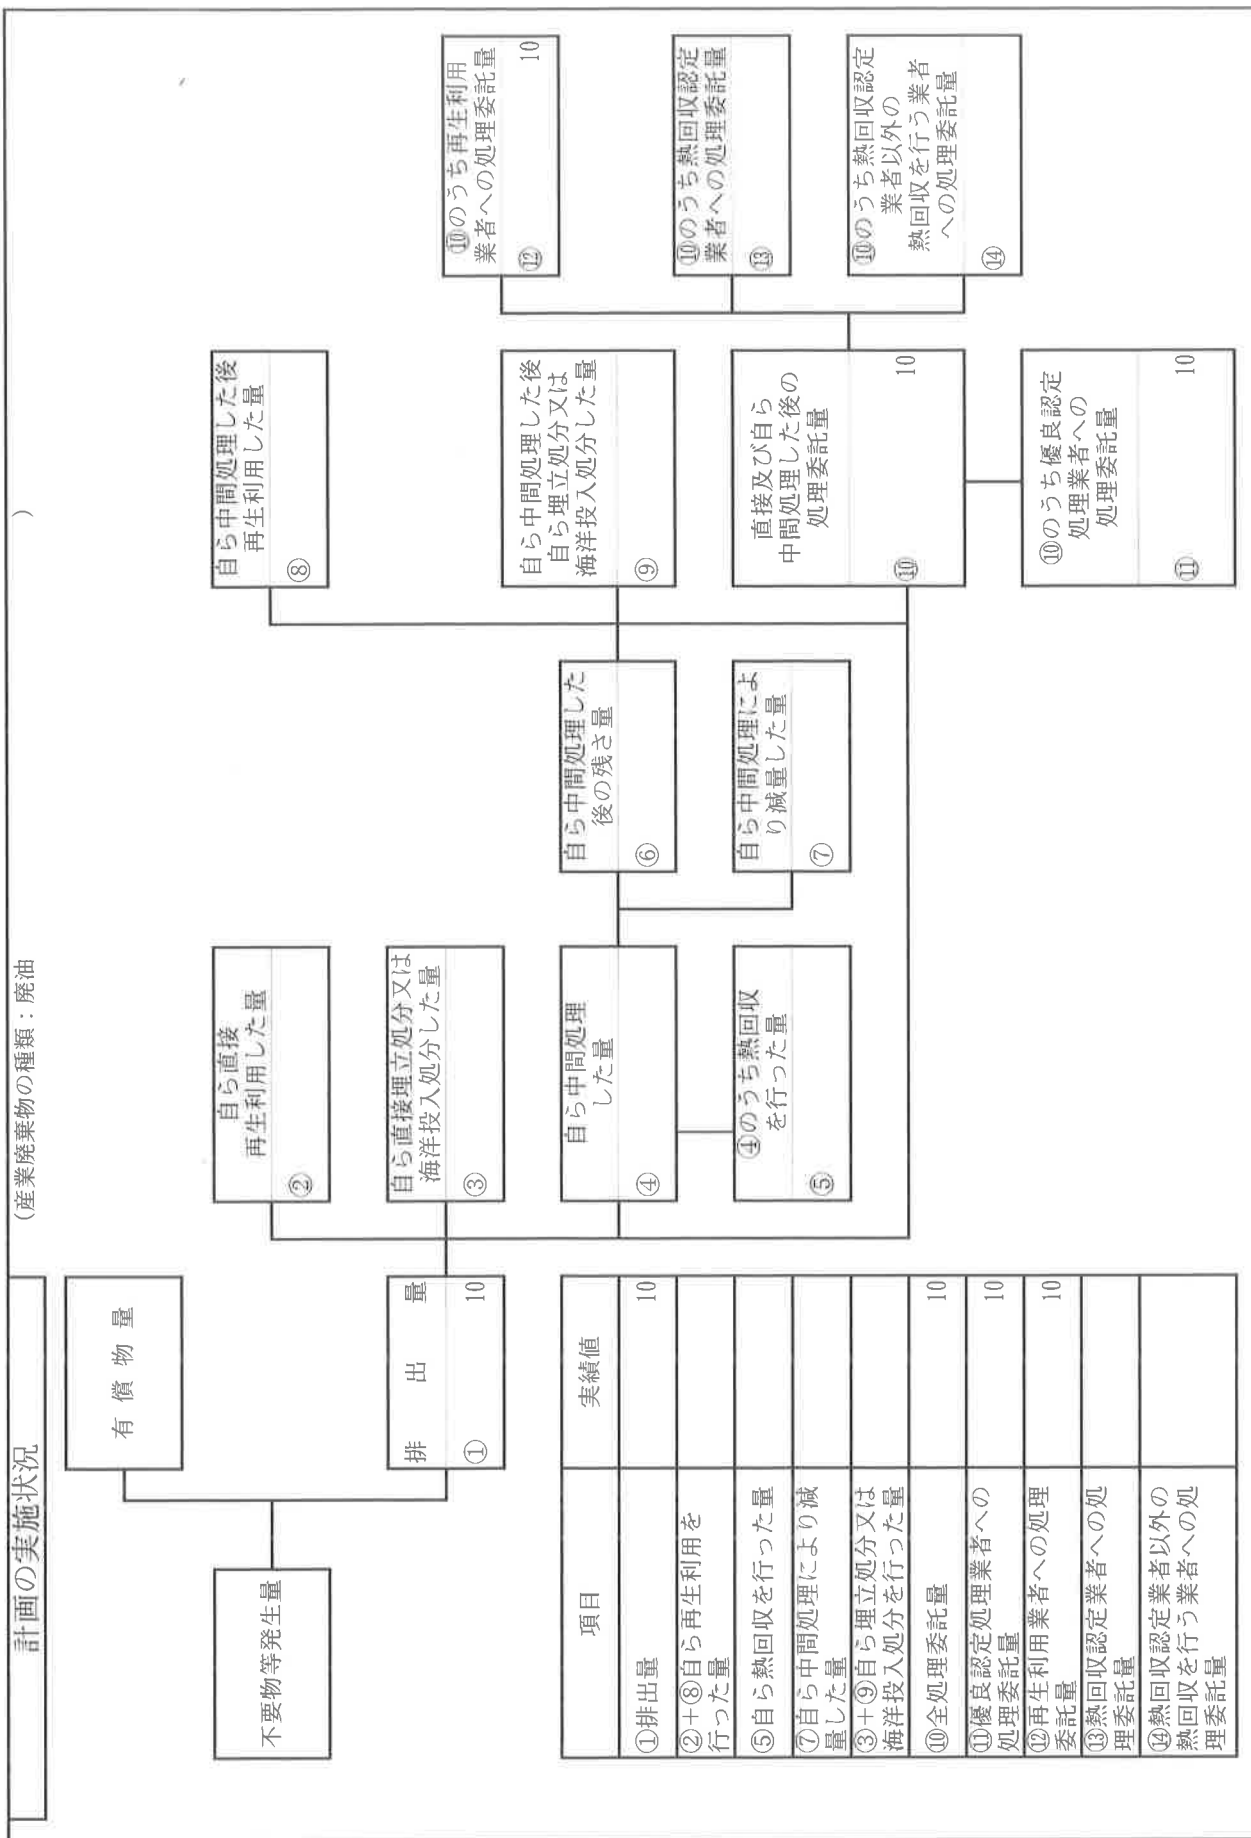 計画の実施状況
(産業廃棄物の種類：廃油
)
不要物等発生量
有償物量
排出量
① 10
自ら直接
再生利用した量
②
自ら直接埋立処分又は
海洋投入処分した量
③
自ら中間処理
した量
④
④のうち熱回収
を行った量
⑤
自ら中間処理した
後の残さ量
⑥
自ら中間処理によ
り減量した量
⑦
自ら中間処理した後
再生利用した量
⑧
自ら中間処理した後
自ら埋立処分又は
海洋投入処分した量
⑨
直接及び自ら
中間処理した後の
処理委託量
⑩ 10
⑩のうち優良認定
処理業者への
処理委託量
⑪ 10
⑩のうち再生利用
業者への処理委託量
⑫ 10
⑩のうち熱回収認定
業者への処理委託量
⑬
⑩のうち熱回収認定
業者以外の
熱回収を行う業者
への処理委託量
⑭
項目 実績値
①排出量 10
②＋⑧自ら再生利用を
行った量
⑤自ら熱回収を行った量
⑦自ら中間処理により減
量した量
③＋⑨自ら埋立処分又は
海洋投入処分を行った量
⑩全処理委託量 10
⑪優良認定処理業者への
処理委託量 10
⑫再生利用業者への処理
委託量 10
⑬熱回収認定業者への処
理委託量
⑭熱回収認定業者以外の
熱回収を行う業者への処
理委託量